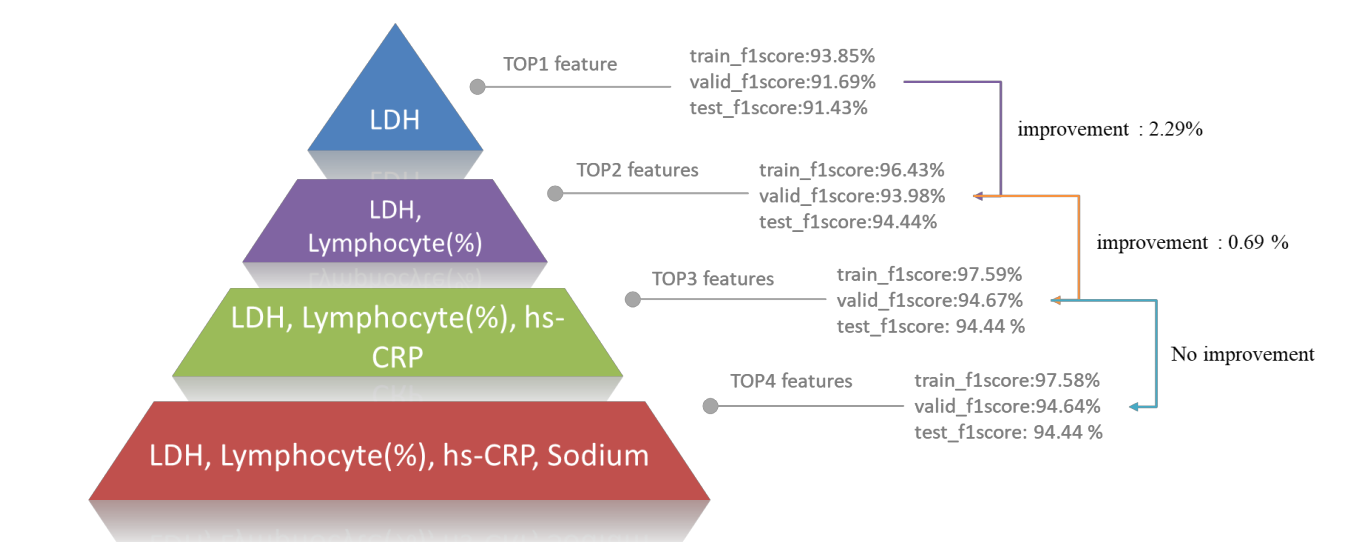 LDH
TOP1 feature
train_f1score:93.85%
valid_f1score:91.69%
test_f1score:91.43%
improvement : 2.29%
LDH,
Lymphocyte(%)
TOP2 features
train_f1score:96.43%
valid_f1score:93.98%
test_f1score:94.44%
improvement : 0.69 %
LDH, Lymphocyte(%), hs-
CRP
TOP3 features
train_f1score:97.59%
valid_f1score:94.67%
test_f1score: 94.44 %
No improvement
LDH, Lymphocyte(%), hs-CRP, Sodium
TOP4 features
train_f1score:97.58%
valid_f1score:94.64%
test_f1score: 94.44 %